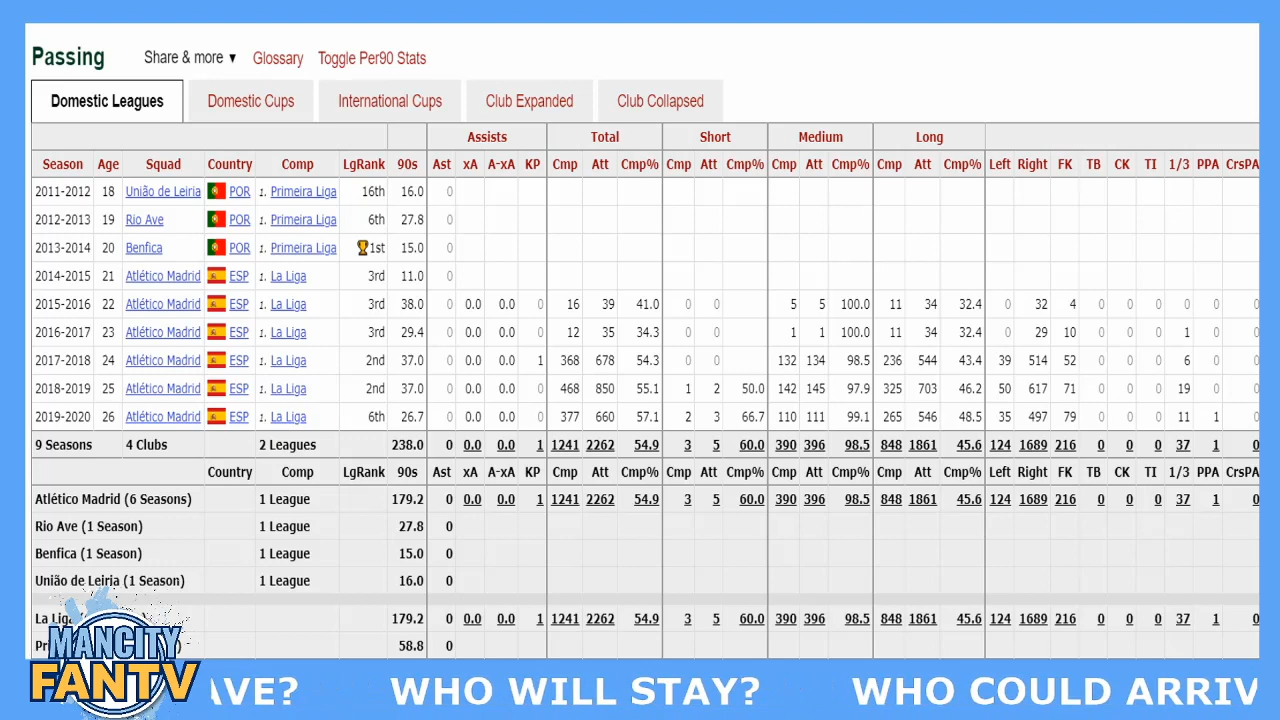 Passing Share & more ▼ Glossary Toggle Per90 Stats
Domestic Leagues Domestic Cups International Cups Club Expanded Club Collapsed
Assists Total Short Medium Long
Season Age Squad Country Comp LgRank 90s Ast xA A-xA KP Cmp Att Cmp% Cmp Att Cmp% Cmp Att Cmp% Cmp Att Cmp% Left Right FK TB CK TI 1/3 PPA CrsPA
2011-2012 18 União de Leiria POR 1. Primeira Liga 16th 16.0 0
2012-2013 19 Rio Ave POR 1. Primeira Liga 6th 27.8 0
2013-2014 20 Benfica POR 1. Primeira Liga 1st 15.0 0
2014-2015 21 Atlético Madrid ESP 1. La Liga 3rd 11.0 0
2015-2016 22 Atlético Madrid ESP 1. La Liga 3rd 38.0 0 0.0 0.0 0 16 39 41.0 0 0 5 5 100.0 11 34 32.4 0 32 4 0 0 0 0 0 0
2016-2017 23 Atlético Madrid ESP 1. La Liga 3rd 29.4 0 0.0 0.0 0 12 35 34.3 0 0 1 1 100.0 11 34 32.4 0 29 10 0 0 0 1 0 0
2017-2018 24 Atlético Madrid ESP 1. La Liga 2nd 37.0 0 0.0 0.0 1 368 678 54.3 0 0 132 134 98.5 236 544 43.4 39 514 52 0 0 0 6 0 0
2018-2019 25 Atlético Madrid ESP 1. La Liga 2nd 37.0 0 0.0 0.0 0 468 850 55.1 1 2 50.0 142 145 97.9 325 703 46.2 50 617 71 0 0 0 19 0 0
2019-2020 26 Atlético Madrid ESP 1. La Liga 6th 26.7 0 0.0 0.0 0 377 660 57.1 2 3 66.7 110 111 99.1 265 546 48.5 35 497 79 0 0 0 11 1 0
9 Seasons 4 Clubs 2 Leagues 238.0 0 0.0 0.0 1 1241 2262 54.9 3 5 60.0 390 396 98.5 848 1861 45.6 124 1689 216 0 0 0 37 1 0
Country Comp LgRank 90s Ast xA A-xA KP Cmp Att Cmp% Cmp Att Cmp% Cmp Att Cmp% Cmp Att Cmp% Left Right FK TB CK TI 1/3 PPA CrsPA
Atlético Madrid (6 Seasons) 1 League 179.2 0 0.0 0.0 1 1241 2262 54.9 3 5 60.0 390 396 98.5 848 1861 45.6 124 1689 216 0 0 0 37 1 0
Rio Ave (1 Season) 1 League 27.8 0
Benfica (1 Season) 1 League 15.0 0
União de Leiria (1 Season) 1 League 16.0 0
La Liga 179.2 0 0.0 0.0 1 1241 2262 54.9 3 5 60.0 390 396 98.5 848 1861 45.6 124 1689 216 0 0 0 37 1 0
Pr 58.8 0
MANCITY
FANTV
AVE? WHO WILL STAY? WHO COULD ARRIV